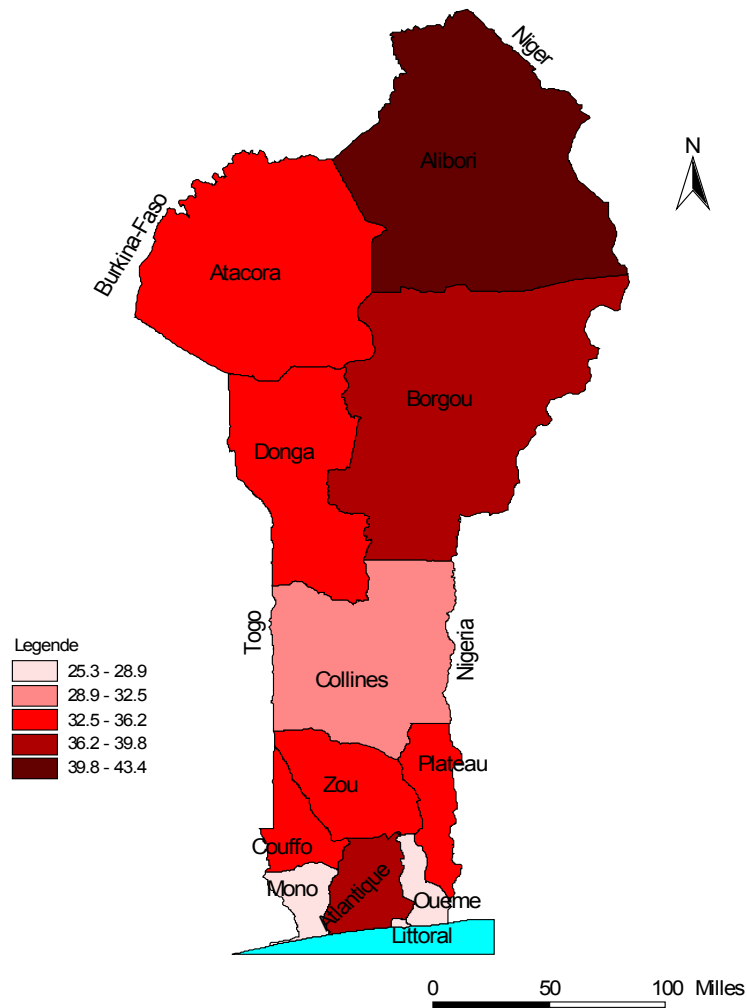 Niger
Alibori
N
Burkina-Faso
Atacora
Borgou
Donga
Togo
Nigeria
Legende
25.3 - 28.9
28.9 - 32.5
32.5 - 36.2
36.2 - 39.8
39.8 - 43.4
Collines
Plateau
Zou
Couffo
Mono
Atlantique
Oueme
Littoral
0 50 100 Milles